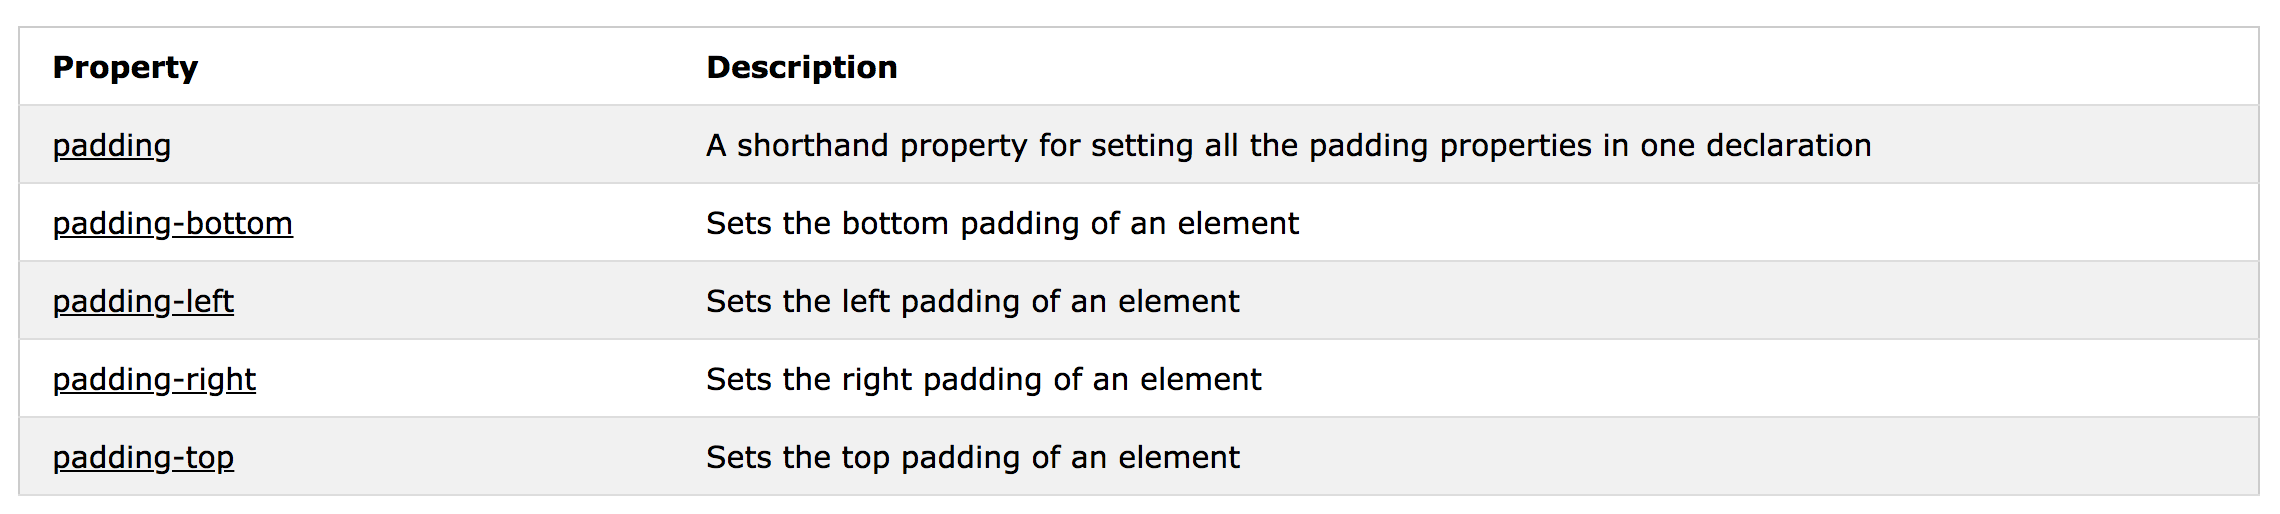 Property Description
padding A shorthand property for setting all the padding properties in one declaration
padding-bottom Sets the bottom padding of an element
padding-left Sets the left padding of an element
padding-right Sets the right padding of an element
padding-top Sets the top padding of an element